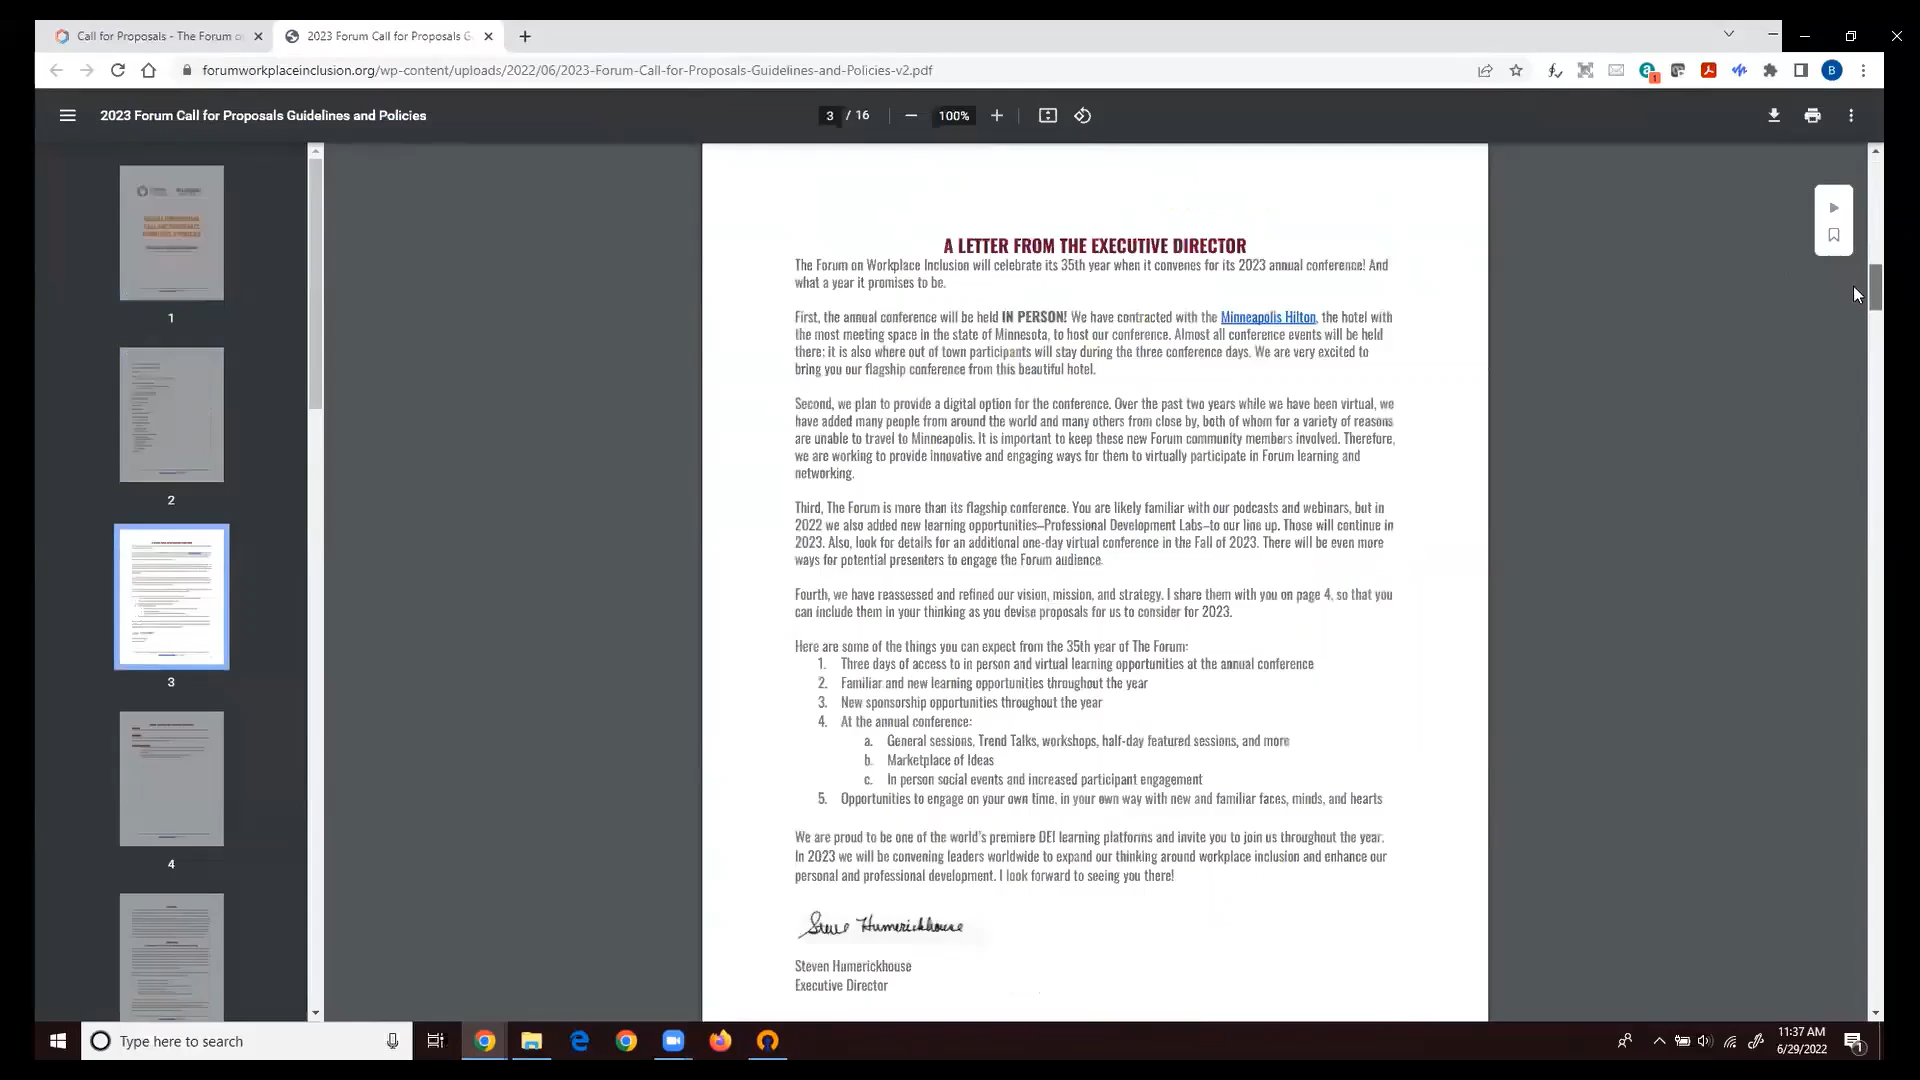 Call for Proposals - The Forum o
2023 Forum Call for Proposals G
forumworkplaceinclusion.org/wp-content/uploads/2022/06/2023-Forum-Call-for-Proposals-Guidelines-and-Policies-v2.pdf
1
B
2023 Forum Call for Proposals Guidelines and Policies
3 / 16
100%
1
2
3
4
A LETTER FROM THE EXECUTIVE DIRECTOR
The Forum on Workplace Inclusion will celebrate its 35th year when it convenes for its 2023 annual conference! And
what a year it promises to be.
First, the annual conference will be held IN PERSON! We have contracted with the Minneapolis Hilton, the hotel with
the most meeting space in the state of Minnesota, to host our conference. Almost all conference events will be held
there; it is also where out of town participants will stay during the three conference days. We are very excited to
bring you our flagship conference from this beautiful hotel.
Second, we plan to provide a digital option for the conference. Over the past two years while we have been virtual, we
have added many people from around the world and many others from close by, both of whom for a variety of reasons
are unable to travel to Minneapolis. It is important to keep these new Forum community members involved. Therefore,
we are working to provide innovative and engaging ways for them to virtually participate in Forum learning and
networking.
Third, The Forum is more than its flagship conference. You are likely familiar with our podcasts and webinars, but in
2022 we also added new learning opportunities–Professional Development Labs–to our line up. Those will continue in
2023. Also, look for details for an additional one-day virtual conference in the Fall of 2023. There will be even more
ways for potential presenters to engage the Forum audience.
Fourth, we have reassessed and refined our vision, mission, and strategy. I share them with you on page 4, so that you
can include them in your thinking as you devise proposals for us to consider for 2023.
Here are some of the things you can expect from the 35th year of The Forum:
1. Three days of access to in person and virtual learning opportunities at the annual conference
2. Familiar and new learning opportunities throughout the year
3. New sponsorship opportunities throughout the year
4. At the annual conference:
a. General sessions, Trend Talks, workshops, half-day featured sessions, and more
b. Marketplace of Ideas
c. In person social events and increased participant engagement
5. Opportunities to engage on your own time, in your own way with new and familiar faces, minds, and hearts
We are proud to be one of the world's premiere DEI learning platforms and invite you to join us throughout the year.
In 2023 we will be convening leaders worldwide to expand our thinking around workplace inclusion and enhance our
personal and professional development. I look forward to seeing you there!
Steve Humerickhouse
Steven Humerickhouse
Executive Director
Type here to search
11:37 AM
6/29/2022
1